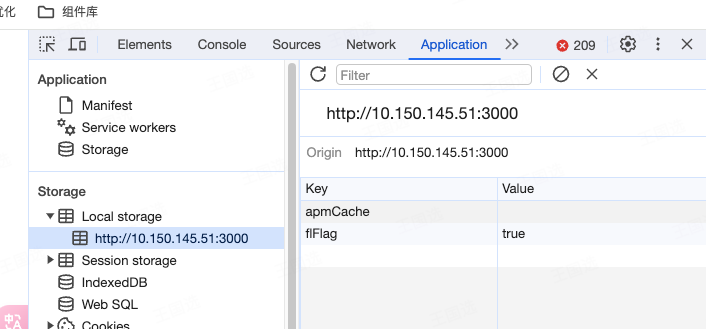 优化 组件库
Elements Console Sources Network Application 209
Application
Manifest
Service workers
Storage
Storage
Local storage
http://10.150.145.51:3000
Session storage
IndexedDB
Web SQL
Cookies
Filter
http://10.150.145.51:3000
Origin http://10.150.145.51:3000
Key Value
apmCache
flFlag true